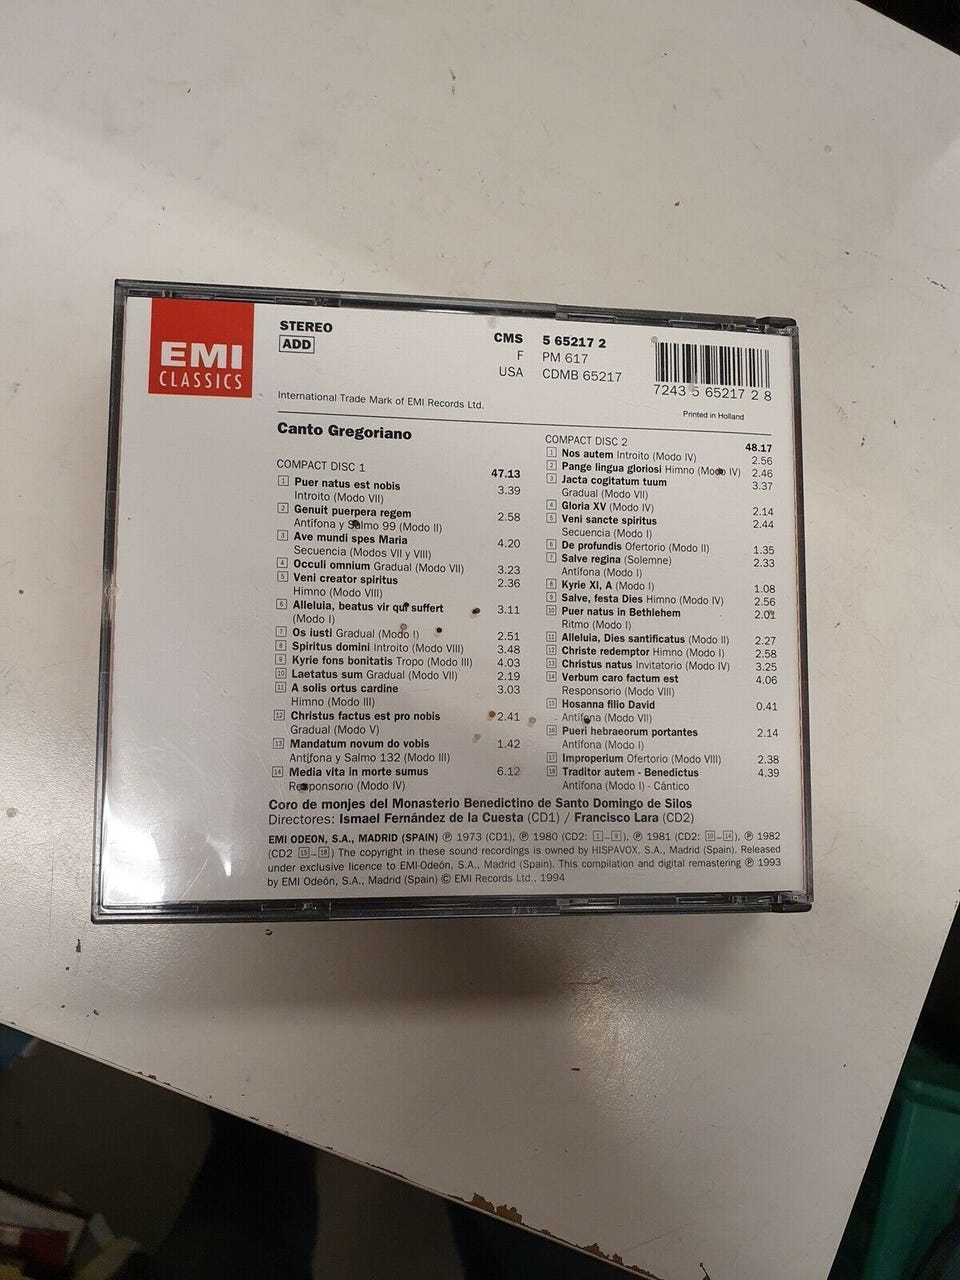 EMI
CLASSICS
STEREO
ADD
CMS 5 65217 2
F PM 617
USA CDMB 65217
7243 5 65217 2 8
Printed in Holland
International Trade Mark of EMI Records Ltd.
Canto Gregoriano
COMPACT DISC 1 47.13
1 Puer natus est nobis
Introito (Modo VII) 3.39
2 Genuit puerpera regem
Antífona y Salmo 99 (Modo II) 2.58
3 Ave mundi spes Maria
Secuencia (Modos VII y VIII) 4.20
4 Occuli omnium Gradual (Modo VII) 3.23
5 Veni creator spiritus 2.36
Himno (Modo VIII)
6 Alleluia, beatus vir qui suffert 3.11
(Modo I)
7 Os iusti Gradual (Modo I) 2.51
8 Spiritus domini Introito (Modo VIII) 3.48
9 Kyrie fons bonitatis Tropo (Modo III) 4.03
10 Laetatus sum Gradual (Modo VII) 2.19
11 A solis ortus cardine 3.03
Himno (Modo III)
12 Christus factus est pro nobis 2.41
Gradual (Modo V)
13 Mandatum novum do vobis 1.42
Antífona y Salmo 132 (Modo III)
14 Media vita in morte sumus 6.12
Responsorio (Modo IV)
COMPACT DISC 2 48.17
1 Nos autem Introito (Modo IV) 2.56
2 Pange lingua gloriosi Himno (Modo IV) 2.46
3 Jacta cogitatum tuum 3.37
Gradual (Modo VII)
4 Gloria XV (Modo IV) 2.14
5 Veni sancte spiritus 2.44
Secuencia (Modo I)
6 De profundis Ofertorio (Modo II) 1.35
7 Salve regina (Solemne) 2.33
Antífona (Modo I)
8 Kyrie XI, A (Modo I) 1.08
9 Salve, festa Dies Himno (Modo IV) 2.56
10 Puer natus in Bethlehem 2.01
Ritmo (Modo I)
11 Alleluia, Dies santificatus (Modo II) 2.27
12 Christe redemptor Himno (Modo I) 2.58
13 Christus natus Invitatorio (Modo IV) 3.25
14 Verbum caro factum est 4.06
Responsorio (Modo VIII)
15 Hosanna filio David 0.41
Antífona (Modo VII)
16 Pueri hebraeorum portantes 2.14
Antífona (Modo I)
17 Improperium Ofertorio (Modo VIII) 2.38
18 Traditor autem - Benedictus 4.39
Antífona (Modo I) - Cántico
Coro de monjes del Monasterio Benedictino de Santo Domingo de Silos
Directores: Ismael Fernández de la Cuesta (CD1) / Francisco Lara (CD2)
EMI ODEON, S.A., MADRID (SPAIN) ℗ 1973 (CD1), ℗ 1980 (CD2: 1-9), ℗ 1981 (CD2: 10-14), ℗ 1982
(CD2 15-18) The copyright in these sound recordings is owned by HISPAVOX, S.A., Madrid (Spain). Released
under exclusive licence to EMI-Odeón, S.A., Madrid (Spain). This compilation and digital remastering ℗ 1993
by EMI Odeón, S.A., Madrid (Spain) © EMI Records Ltd., 1994